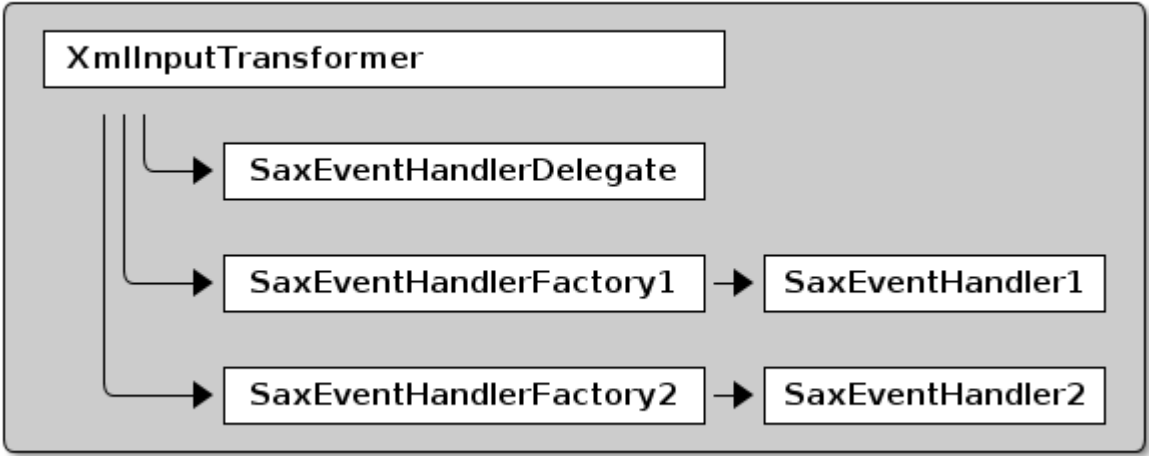 XmlInputTransformer
SaxEventHandlerDelegate
SaxEventHandlerFactory1 SaxEventHandler1
SaxEventHandlerFactory2 SaxEventHandler2